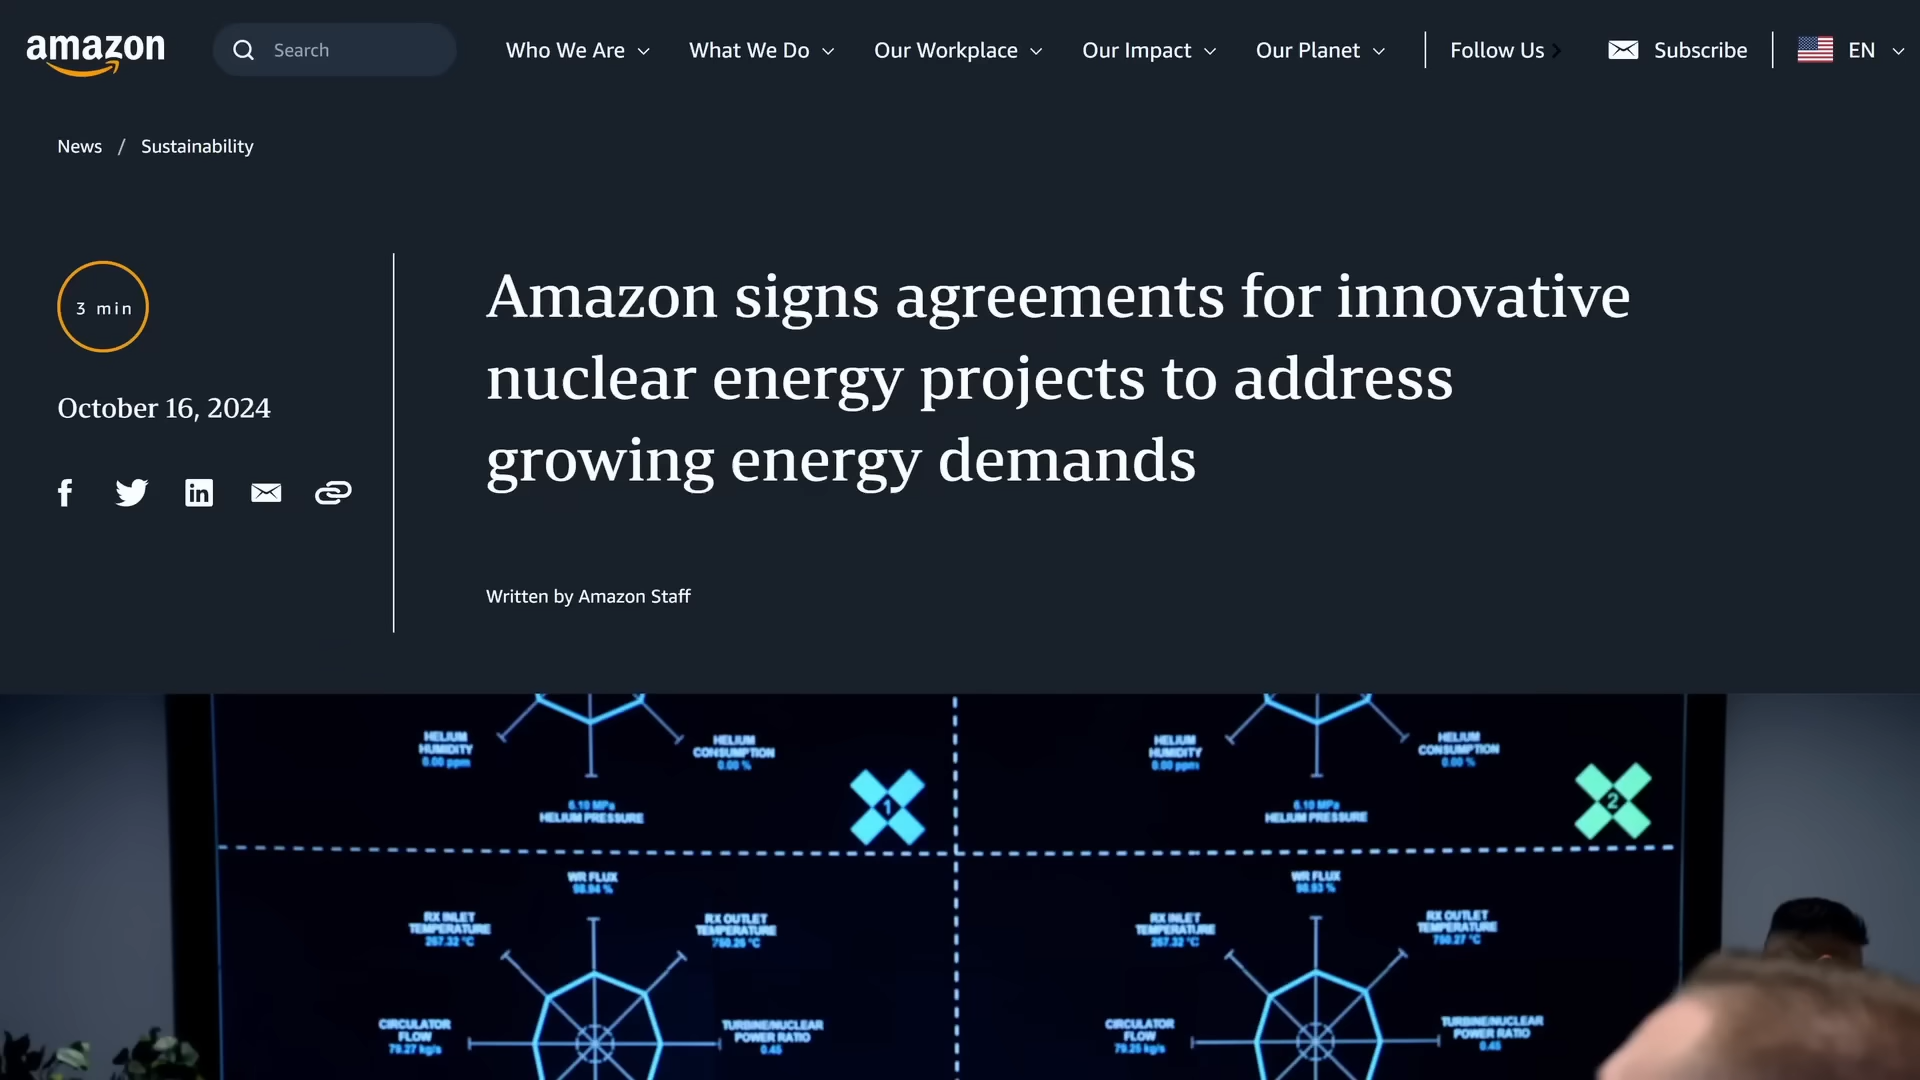 amazon
Search
Who We Are
What We Do
Our Workplace
Our Impact
Our Planet
Follow Us
Subscribe
EN
News / Sustainability
3 min
October 16, 2024
Amazon signs agreements for innovative
nuclear energy projects to address
growing energy demands
Written by Amazon Staff
HELIUM
HUMIDITY
0.00 ppm
HELIUM
CONSUMPTION
0.00 %
6.10 MPa
HELIUM PRESSURE
1
HELIUM
HUMIDITY
0.00 ppm
HELIUM
CONSUMPTION
0.00 %
6.10 MPa
HELIUM PRESSURE
2
WR FLUX
98.94 %
RX INLET
TEMPERATURE
267.32 °C
RX OUTLET
TEMPERATURE
750.26 °C
CIRCULATOR
FLOW
79.27 kg/s
TURBINE/NUCLEAR
POWER RATIO
0.45
WR FLUX
98.93 %
RX INLET
TEMPERATURE
267.32 °C
RX OUTLET
TEMPERATURE
750.27 °C
CIRCULATOR
FLOW
79.25 kg/s
TURBINE/NUCLEAR
POWER RATIO
0.45